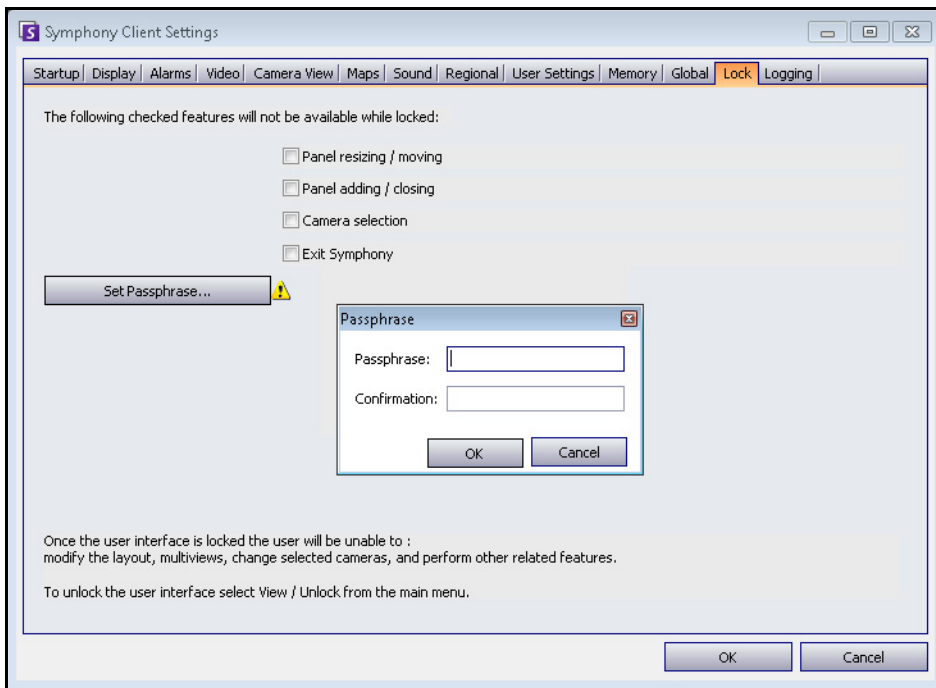 S Symphony Client Settings
Startup Display Alarms Video Camera View Maps Sound Regional User Settings Memory Global Lock Logging
The following checked features will not be available while locked:
Panel resizing / moving
Panel adding / closing
Camera selection
Exit Symphony
Set Passphrase...
Passphrase
Passphrase:
Confirmation:
OK Cancel
Once the user interface is locked the user will be unable to :
modify the layout, multiviews, change selected cameras, and perform other related features.
To unlock the user interface select View / Unlock from the main menu.
OK Cancel